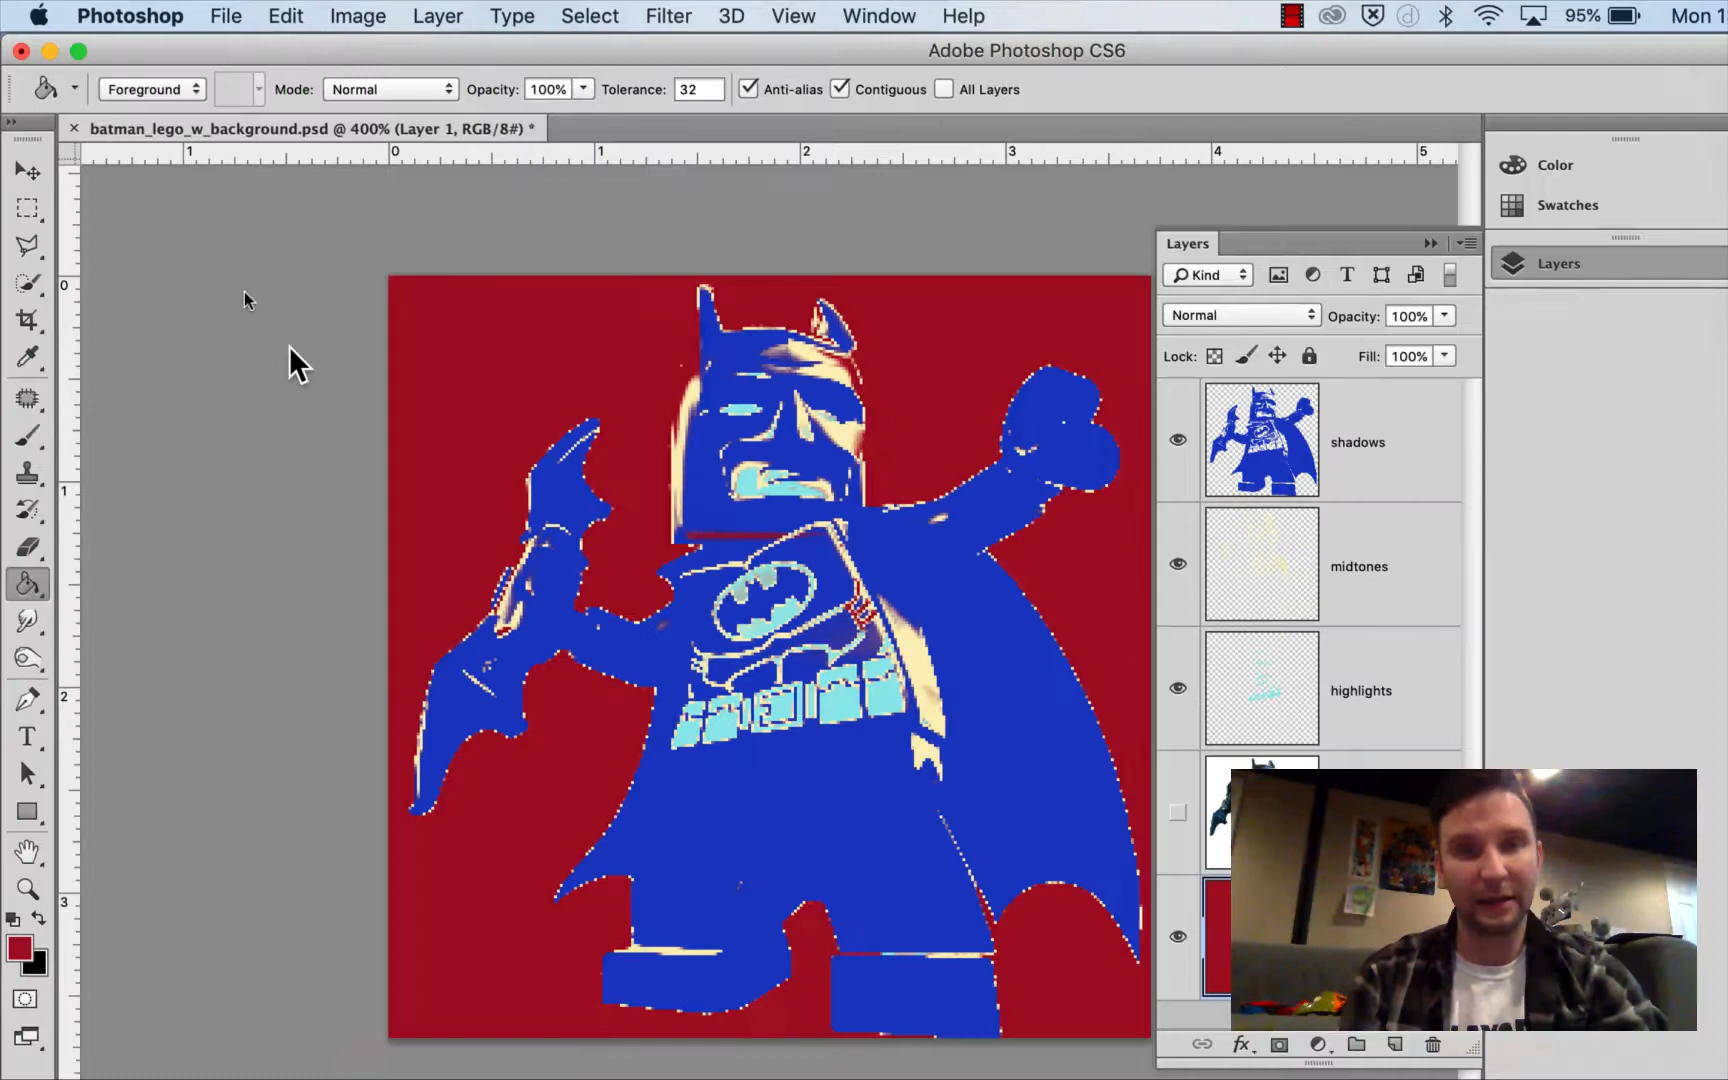 Photoshop File Edit Image Layer Type Select Filter 3D View Window Help 95% Mon 1
Adobe Photoshop CS6
Foreground Mode: Normal Opacity: 100% Tolerance: 32 Anti-alias Contiguous All Layers
× batman_lego_w_background.psd @ 400% (Layer 1, RGB/8#) *
1 0 1 2 3 4 5
Color
Swatches
Layers
Layers
Kind
Normal Opacity: 100%
Lock: Fill: 100%
shadows
midtones
highlights
0
1
2
3
T
fx